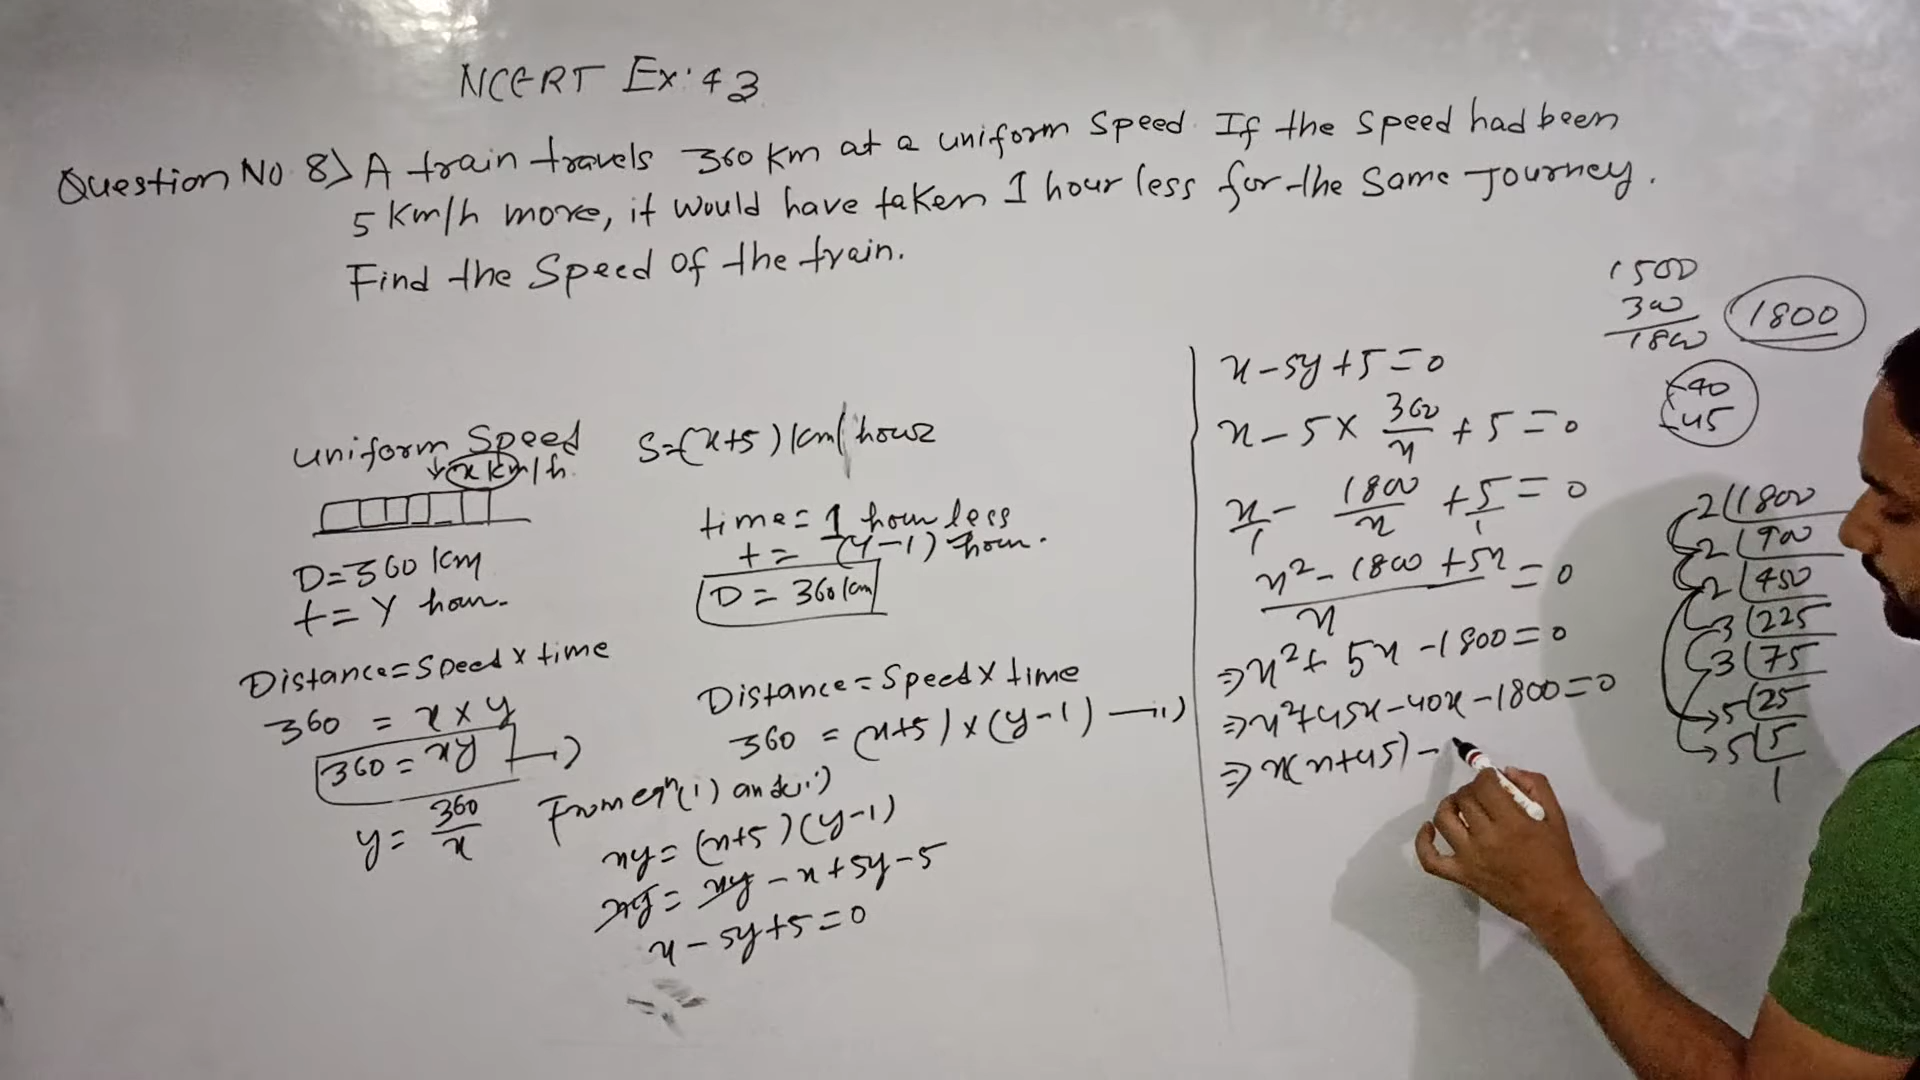 NCERT Ex: 4 3
Question No 8) A train travels 360 km at a uniform speed. If the speed had been
5 km/h more, it would have taken 1 hour less for the same Journey.
Find the speed of the train.
uniform speed
x km/h.
D=360 km
t= y hour.
Distance = speed x time
360 = x x y
360 = xy —i)
y = 360/x
S=(x+5) km/hour
time = 1 hour less
t = (y-1) hour.
D = 360 km
Distance = speed x time
360 = (x+5) x (y-1) —ii)
From eqn (i) and ii)
xy = (x+5)(y-1)
xy = xy - x + 5y - 5
x - 5y + 5 = 0
x - 5y + 5 = 0
x - 5 x 360/x + 5 = 0
x/1 - 1800/x + 5/1 = 0
x² - 1800 + 5x / x = 0
⇒ x² + 5x - 1800 = 0
⇒ x² + 45x - 40x - 1800 = 0
⇒ x(x+45) -
1500
300
1800
1800
-40
45
2 1800
2 900
2 450
3 225
3 75
5 25
5 5
1